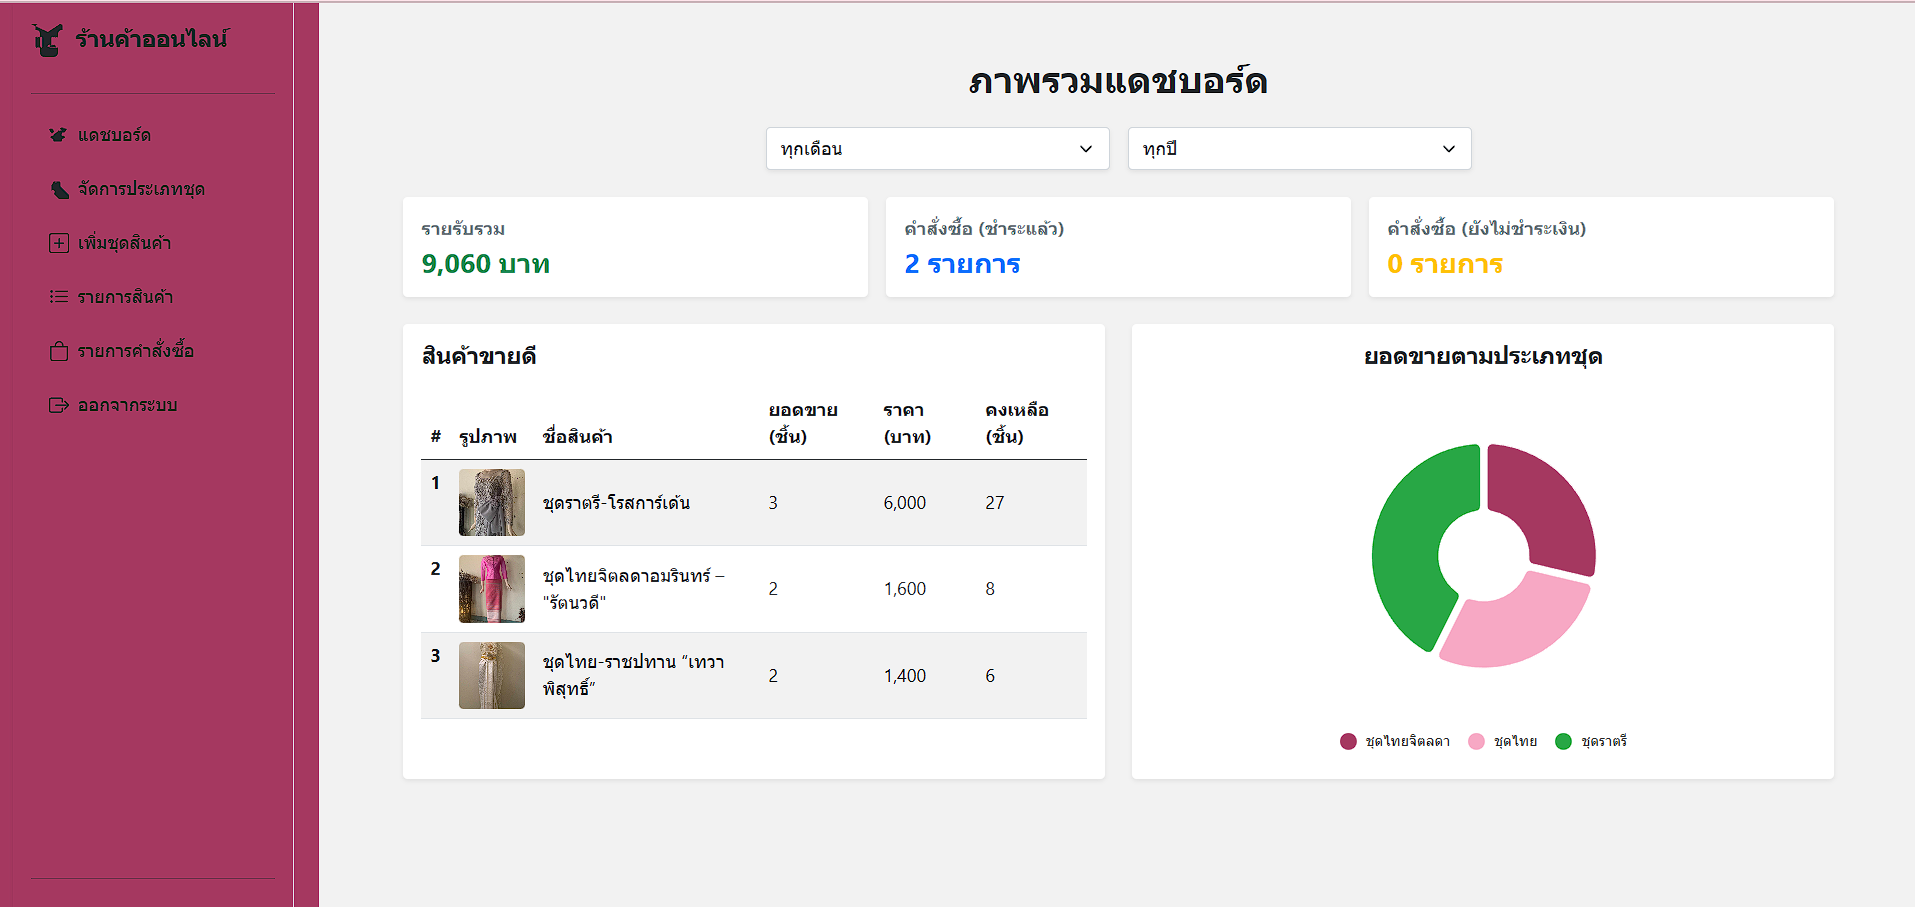 ร้านค้าออนไลน์
แดชบอร์ด
จัดการประเภทชุด
เพิ่มชุดสินค้า
รายการสินค้า
รายการคำสั่งซื้อ
ออกจากระบบ
ภาพรวมแดชบอร์ด
ทุกเดือน
ทุกปี
รายรับรวม
9,060 บาท
คำสั่งซื้อ (ชำระแล้ว)
2 รายการ
คำสั่งซื้อ (ยังไม่ชำระเงิน)
0 รายการ
สินค้าขายดี
# รูปภาพ ชื่อสินค้า ยอดขาย (ชิ้น) ราคา (บาท) คงเหลือ (ชิ้น)
1 ชุดราตรี-โรสการ์เด้น 3 6,000 27
2 ชุดไทยจิตลดาอมรินทร์ –
"รัตนวดี" 2 1,600 8
3 ชุดไทย-ราชปทาน “เทวา
พิสุทธิ์” 2 1,400 6
ยอดขายตามประเภทชุด
ชุดไทยจิตลดา ชุดไทย ชุดราตรี